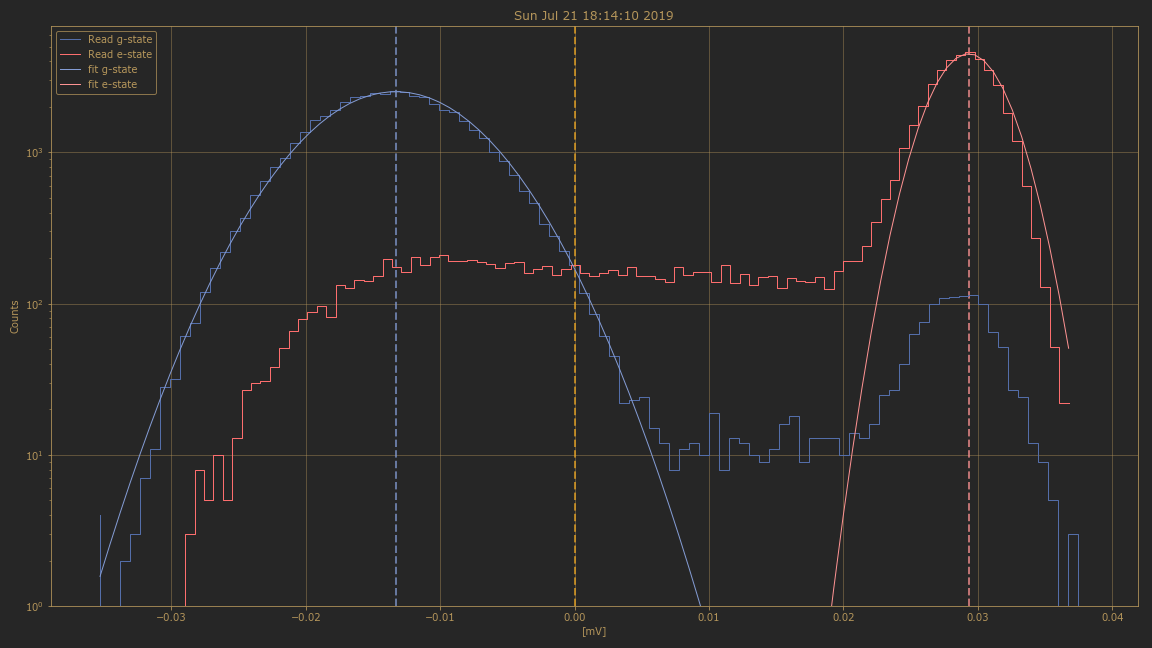 Sun Jul 21 18:14:10 2019
Read g-state
Read e-state
fit g-state
fit e-state
Counts
10³
10²
10¹
10⁰
−0.03 −0.02 −0.01 0.00 0.01 0.02 0.03 0.04
[mV]